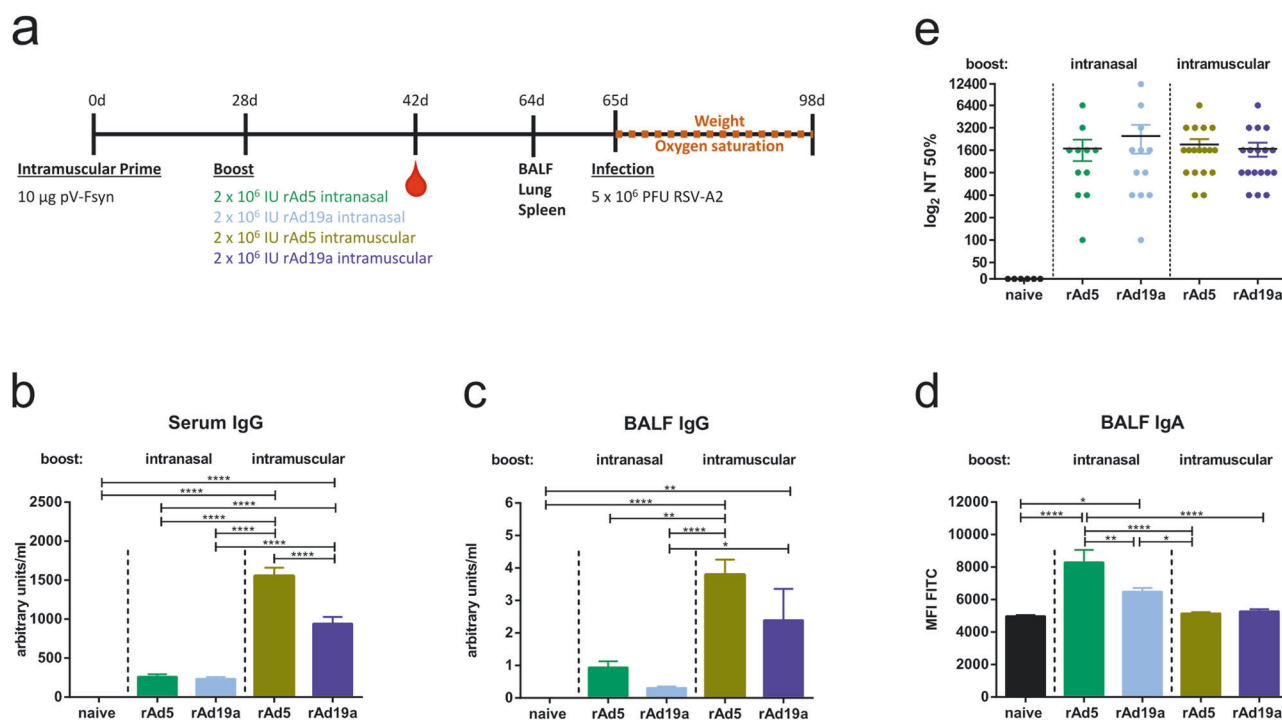 a
0d 28d 42d 64d 65d 98d
Weight
Oxygen saturation
Intramuscular Prime
10 µg pV-Fsyn
Boost
2 x 10⁶ IU rAd5 intranasal
2 x 10⁶ IU rAd19a intranasal
2 x 10⁶ IU rAd5 intramuscular
2 x 10⁶ IU rAd19a intramuscular
BALF
Lung
Spleen
Infection
5 x 10⁶ PFU RSV-A2
e
boost: intranasal intramuscular
log₂ NT 50%
12400
6400
3200
1600
800
400
200
100
50
0
naive rAd5 rAd19a rAd5 rAd19a
b
Serum IgG
boost: intranasal intramuscular
****
****
****
****
****
****
****
arbitrary units/ml
2500
2000
1500
1000
500
0
naive rAd5 rAd19a rAd5 rAd19a
c
BALF IgG
boost: intranasal intramuscular
**
****
**
****
*
arbitrary units/ml
6
5
4
3
2
1
0
naive rAd5 rAd19a rAd5 rAd19a
d
BALF IgA
boost: intranasal intramuscular
*
**** ****
****
** *
MFI FITC
12000
10000
8000
6000
4000
2000
0
naive rAd5 rAd19a rAd5 rAd19a